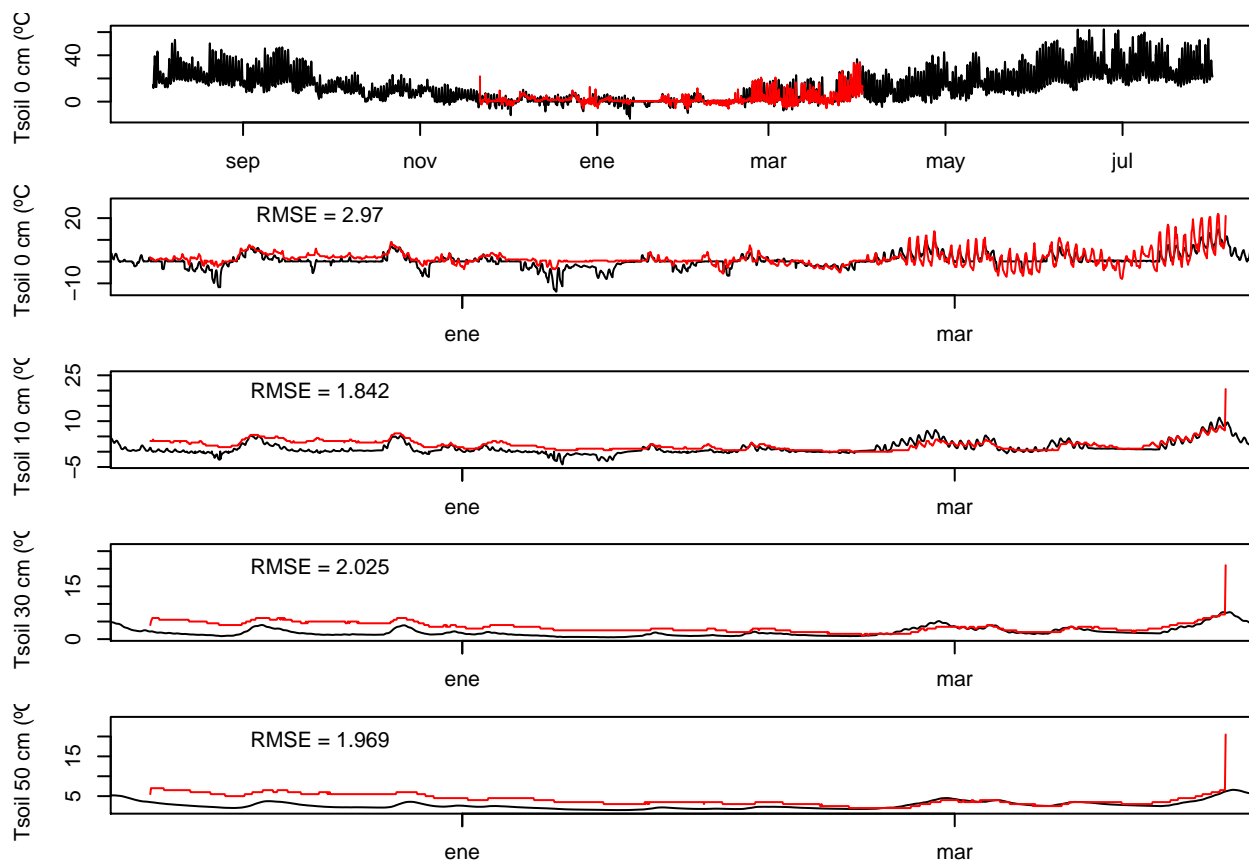 Tsoil 0 cm (ºC
0 40
sep nov ene mar may jul
Tsoil 0 cm (ºC
−10 20
RMSE = 2.97
ene mar
Tsoil 10 cm (ºC
−5 10 25
RMSE = 1.842
ene mar
Tsoil 30 cm (ºC
0 15
RMSE = 2.025
ene mar
Tsoil 50 cm (ºC
5 15
RMSE = 1.969
ene mar